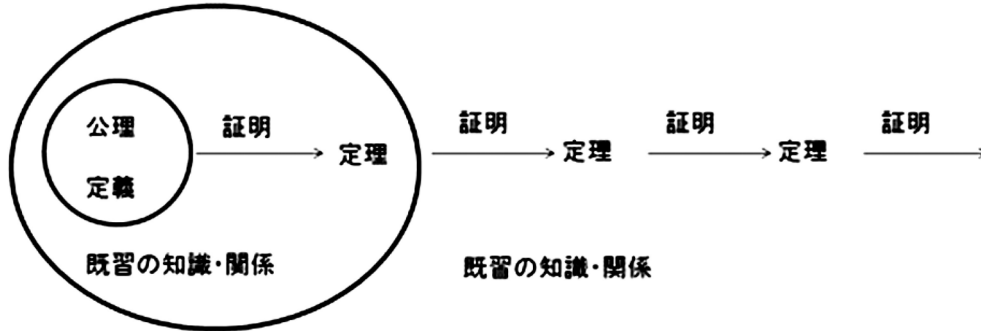 公理
定義
証明
定理
既習の知識・関係
証明
定理
証明
定理
証明
既習の知識・関係